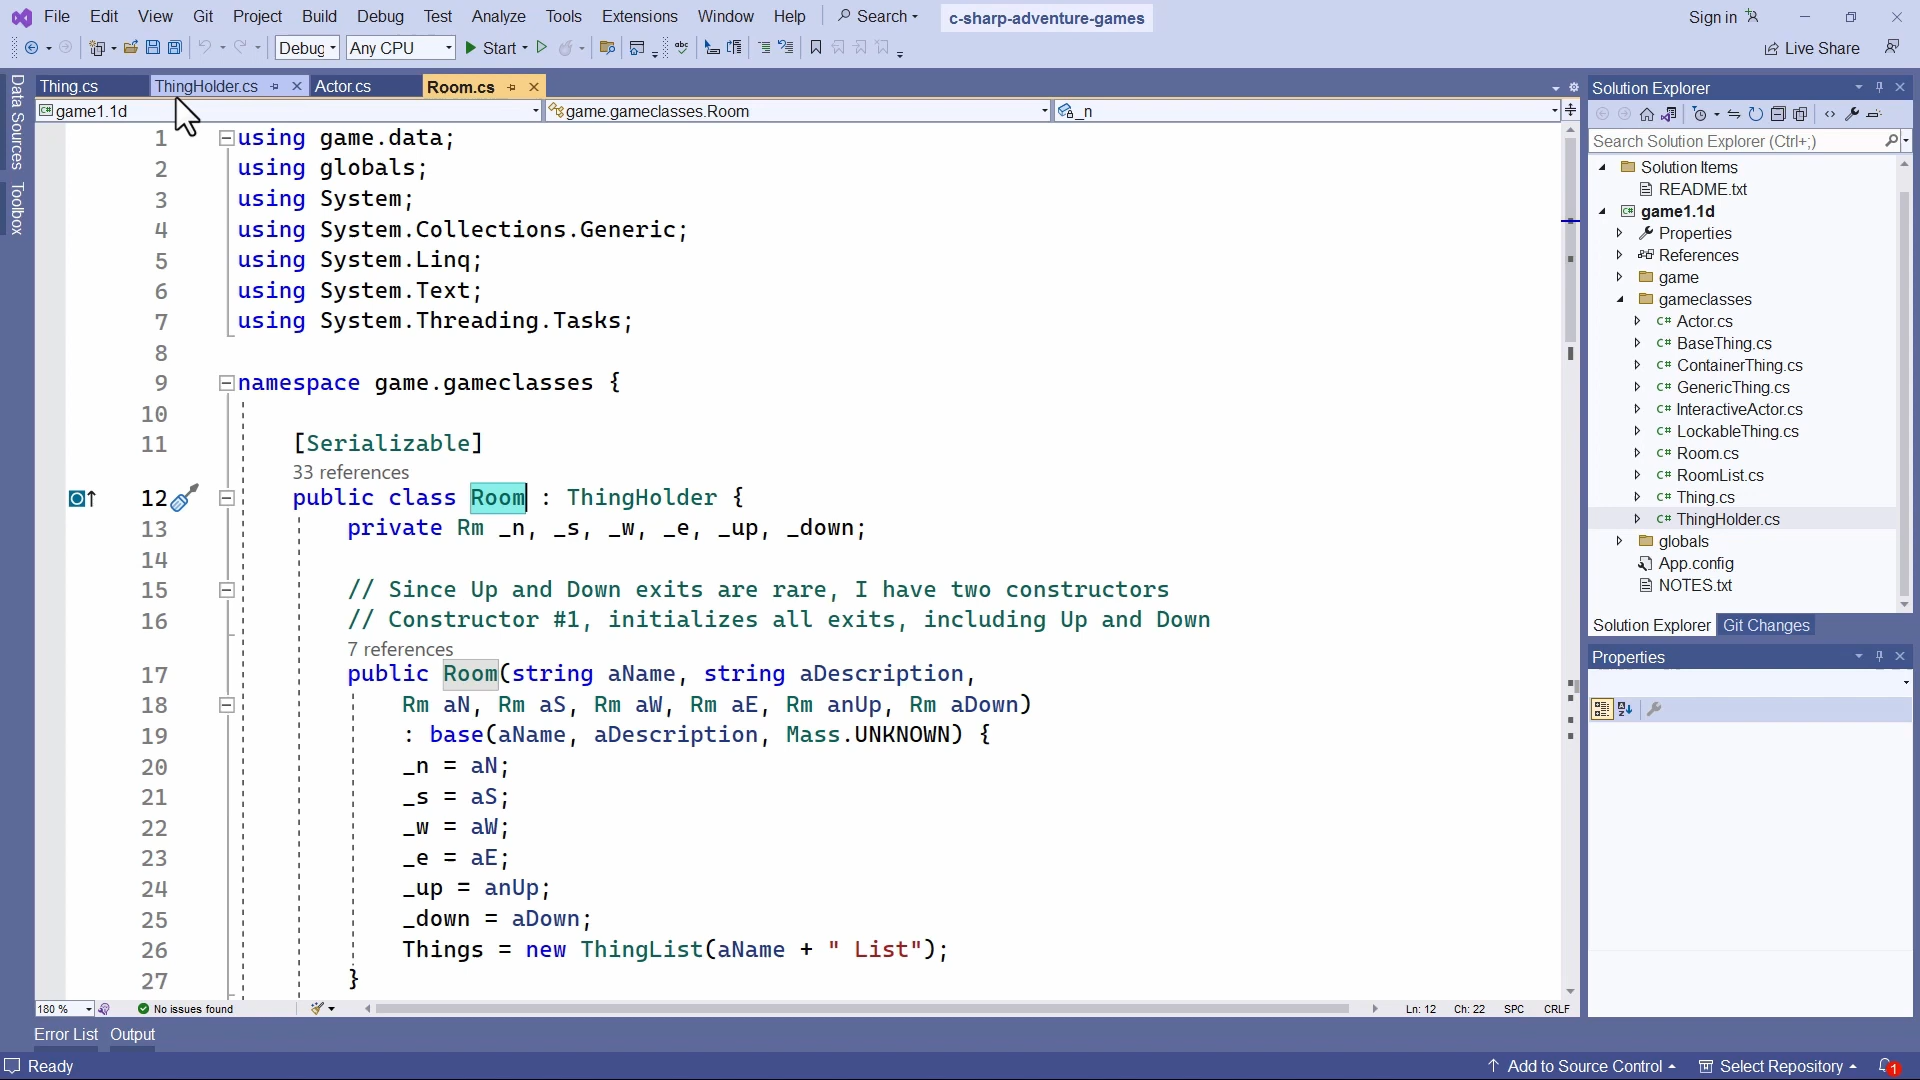 File Edit View Git Project Build Debug Test Analyze Tools Extensions Window Help Search c-sharp-adventure-games Sign in
Debug Any CPU Start Live Share
Data Sources
Toolbox
Thing.cs ThingHolder.cs Actor.cs Room.cs
game1.1d game.gameclasses.Room _n
1 using game.data;
2 using globals;
3 using System;
4 using System.Collections.Generic;
5 using System.Linq;
6 using System.Text;
7 using System.Threading.Tasks;
8
9 namespace game.gameclasses {
10
11 [Serializable]
33 references
12 public class Room : ThingHolder {
13 private Rm _n, _s, _w, _e, _up, _down;
14
15 // Since Up and Down exits are rare, I have two constructors
16 // Constructor #1, initializes all exits, including Up and Down
7 references
17 public Room(string aName, string aDescription,
18 Rm aN, Rm aS, Rm aW, Rm aE, Rm anUp, Rm aDown)
19 : base(aName, aDescription, Mass.UNKNOWN) {
20 _n = aN;
21 _s = aS;
22 _w = aW;
23 _e = aE;
24 _up = anUp;
25 _down = aDown;
26 Things = new ThingList(aName + " List");
27 }
180 % No issues found Ln: 12 Ch: 22 SPC CRLF
Error List Output
Ready Add to Source Control Select Repository 1
Solution Explorer
Search Solution Explorer (Ctrl+;)
Solution Items
README.txt
C# game1.1d
Properties
References
game
gameclasses
C# Actor.cs
C# BaseThing.cs
C# ContainerThing.cs
C# GenericThing.cs
C# InteractiveActor.cs
C# LockableThing.cs
C# Room.cs
C# RoomList.cs
C# Thing.cs
C# ThingHolder.cs
globals
App.config
NOTES.txt
Solution Explorer Git Changes
Properties